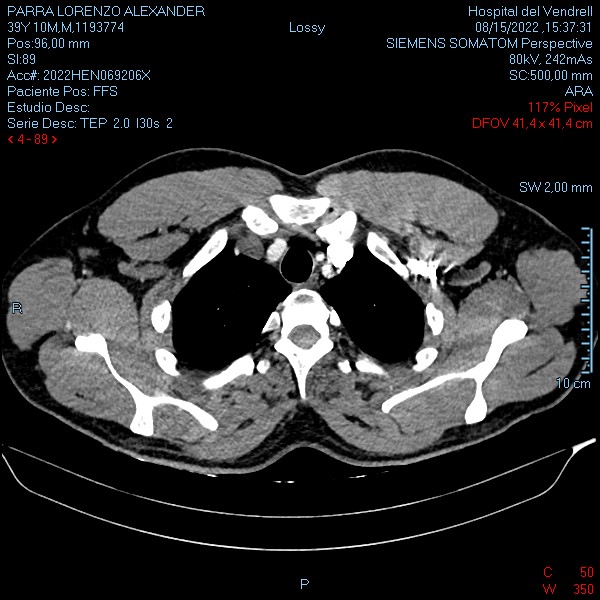 PARRA LORENZO ALEXANDER
39Y 10M,M,1193774
Pos:96,00 mm
SI:89
Acc#: 2022HEN069206X
Paciente Pos: FFS
Estudio Desc:
Serie Desc: TEP 2.0 I30s 2
< 4 - 89 >
Lossy
Hospital del Vendrell
08/15/2022 ,15:37:31
SIEMENS SOMATOM Perspective
80kV, 242mAs
SC:500,00 mm
ARA
117% Pixel
DFOV 41,4 x 41,4 cm
SW 2,00 mm
R
10 cm
P
C 50
W 350